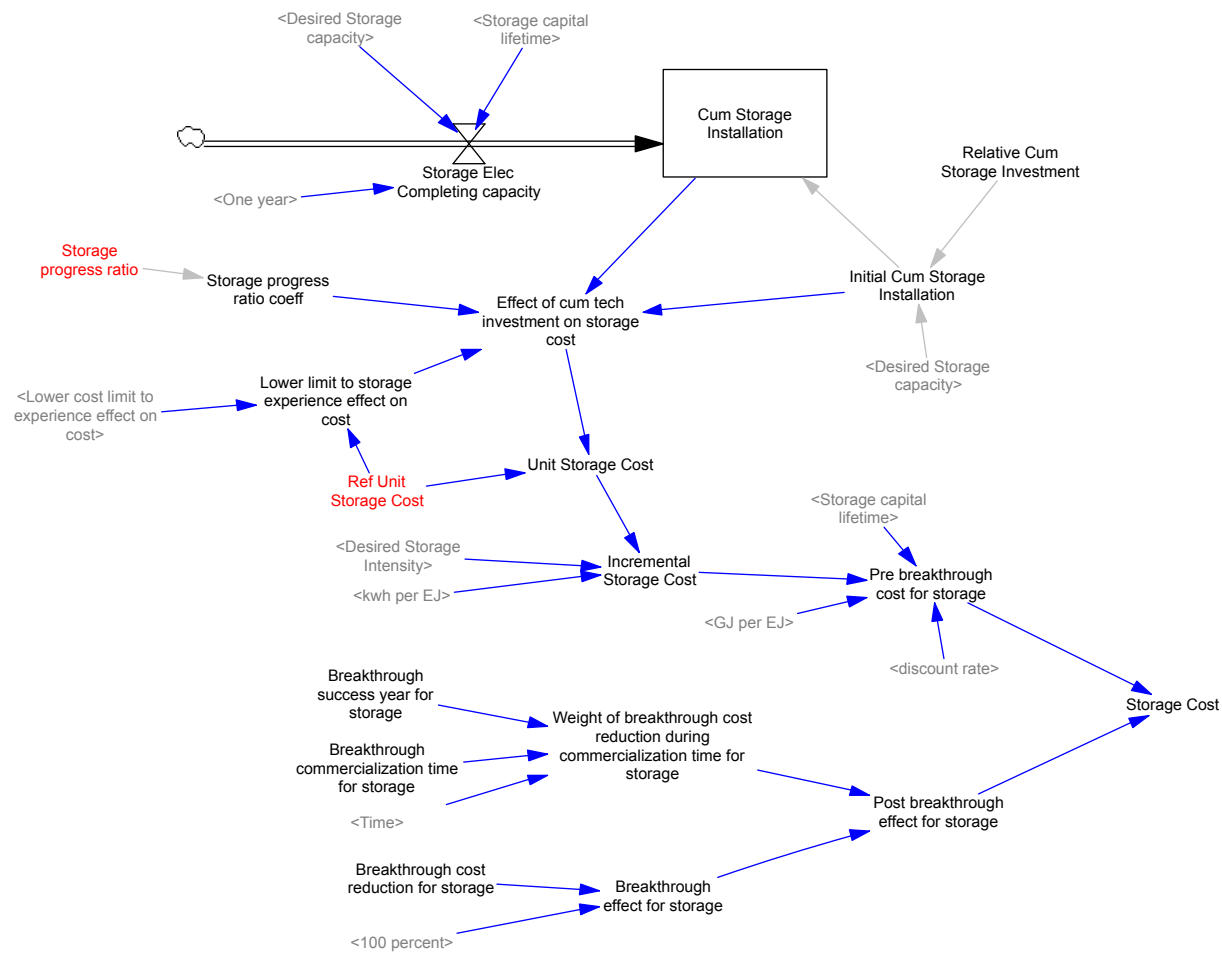 <Desired Storage
capacity>
<Storage capital
lifetime>
Cum Storage
Installation
Relative Cum
Storage Investment
Storage Elec
Completing capacity
<One year>
Storage
progress ratio
Storage progress
ratio coeff
Effect of cum tech
investment on storage
cost
Initial Cum Storage
Installation
<Desired Storage
capacity>
<Lower cost limit to
experience effect on
cost>
Lower limit to storage
experience effect on
cost
Ref Unit
Storage Cost
Unit Storage Cost
<Storage capital
lifetime>
<Desired Storage
Intensity>
<kwh per EJ>
Incremental
Storage Cost
Pre breakthrough
cost for storage
<GJ per EJ>
<discount rate>
Breakthrough
success year for
storage
Breakthrough
commercialization time
for storage
<Time>
Weight of breakthrough cost
reduction during
commercialization time for
storage
Storage Cost
Post breakthrough
effect for storage
Breakthrough cost
reduction for storage
Breakthrough
effect for storage
<100 percent>